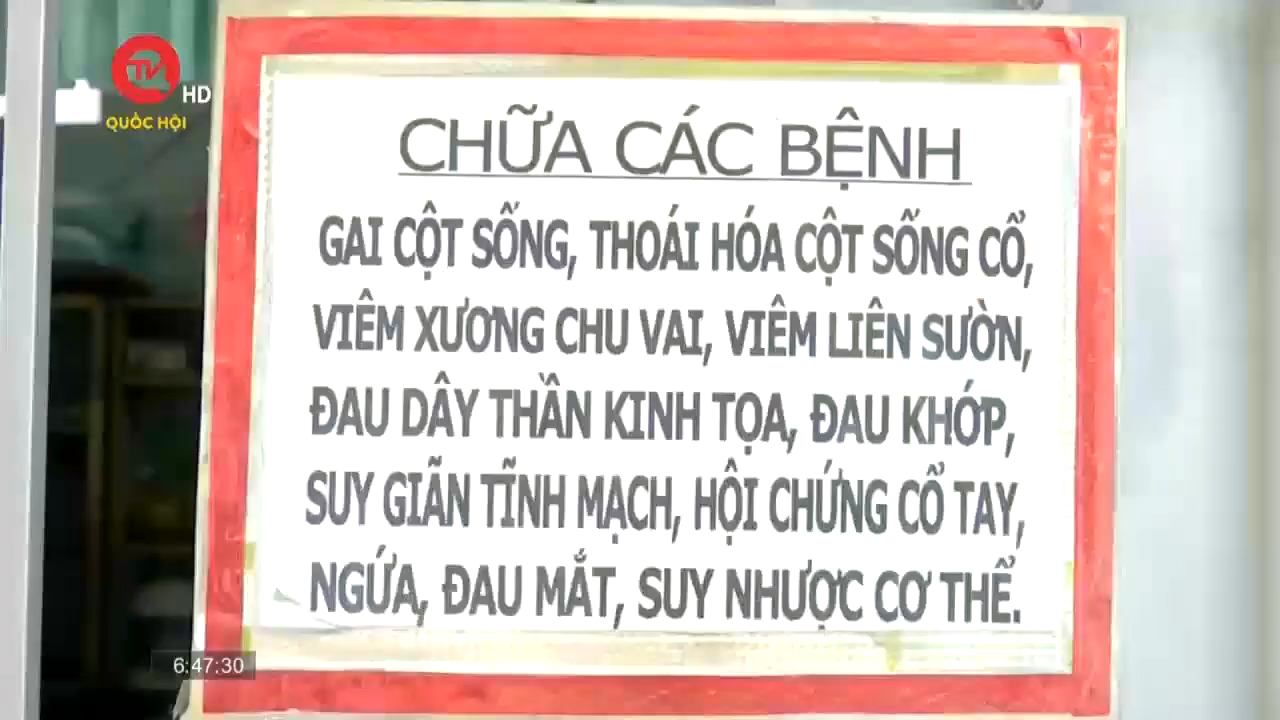 TV
HD
QUỐC HỘI
CHỮA CÁC BỆNH
GAI CỘT SỐNG, THOÁI HÓA CỘT SỐNG CỔ,
VIÊM XƯƠNG CHU VAI, VIÊM LIÊN SƯỜN,
ĐAU DÂY THẦN KINH TỌA, ĐAU KHỚP,
SUY GIÃN TĨNH MẠCH, HỘI CHỨNG CỔ TAY,
NGỨA, ĐAU MẮT, SUY NHƯỢC CƠ THỂ.
6:47:30